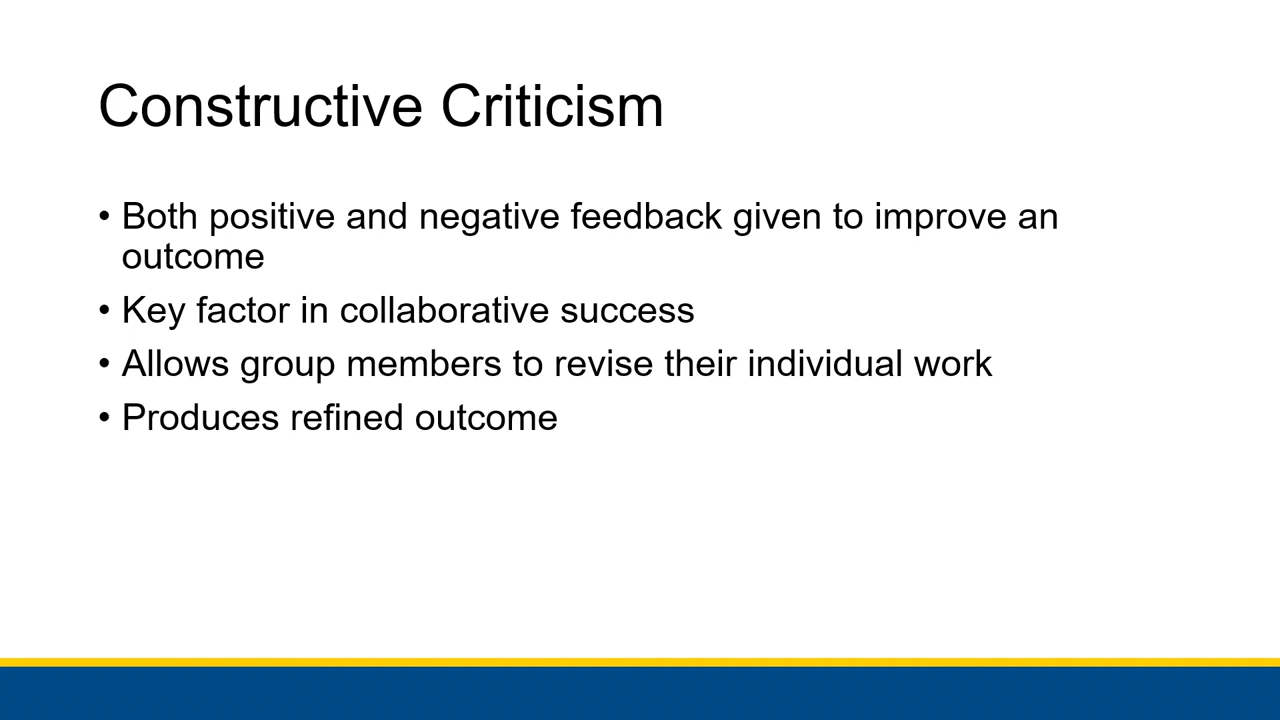 Constructive Criticism
• Both positive and negative feedback given to improve an
outcome
• Key factor in collaborative success
• Allows group members to revise their individual work
• Produces refined outcome